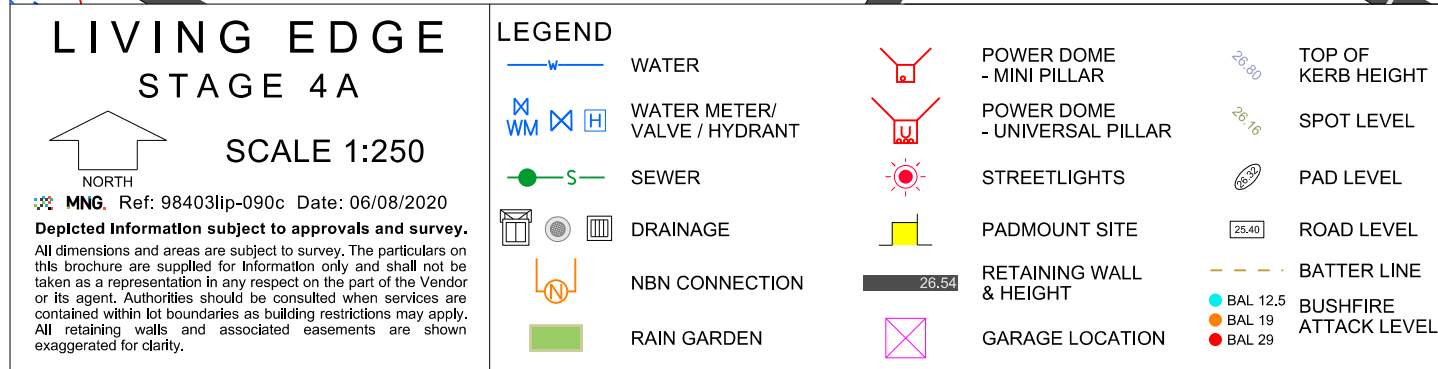 LIVING EDGE
STAGE 4A
SCALE 1:250
NORTH
MNG. Ref: 98403lip-090c Date: 06/08/2020
Depicted Information subject to approvals and survey.
All dimensions and areas are subject to survey. The particulars on
this brochure are supplied for Information only and shall not be
taken as a representation in any respect on the part of the Vendor
or its agent. Authorities should be consulted when services are
contained within lot boundaries as building restrictions may apply.
All retaining walls and associated easements are shown
exaggerated for clarity.
LEGEND
W WATER
WM H WATER METER/
VALVE / HYDRANT
S SEWER
DRAINAGE
N NBN CONNECTION
RAIN GARDEN
POWER DOME
- MINI PILLAR
U POWER DOME
- UNIVERSAL PILLAR
STREETLIGHTS
PADMOUNT SITE
26.54 RETAINING WALL
& HEIGHT
GARAGE LOCATION
26.80 TOP OF
KERB HEIGHT
26.16 SPOT LEVEL
26.32 PAD LEVEL
25.40 ROAD LEVEL
BATTER LINE
BAL 12.5
BAL 19
BAL 29
BUSHFIRE
ATTACK LEVEL